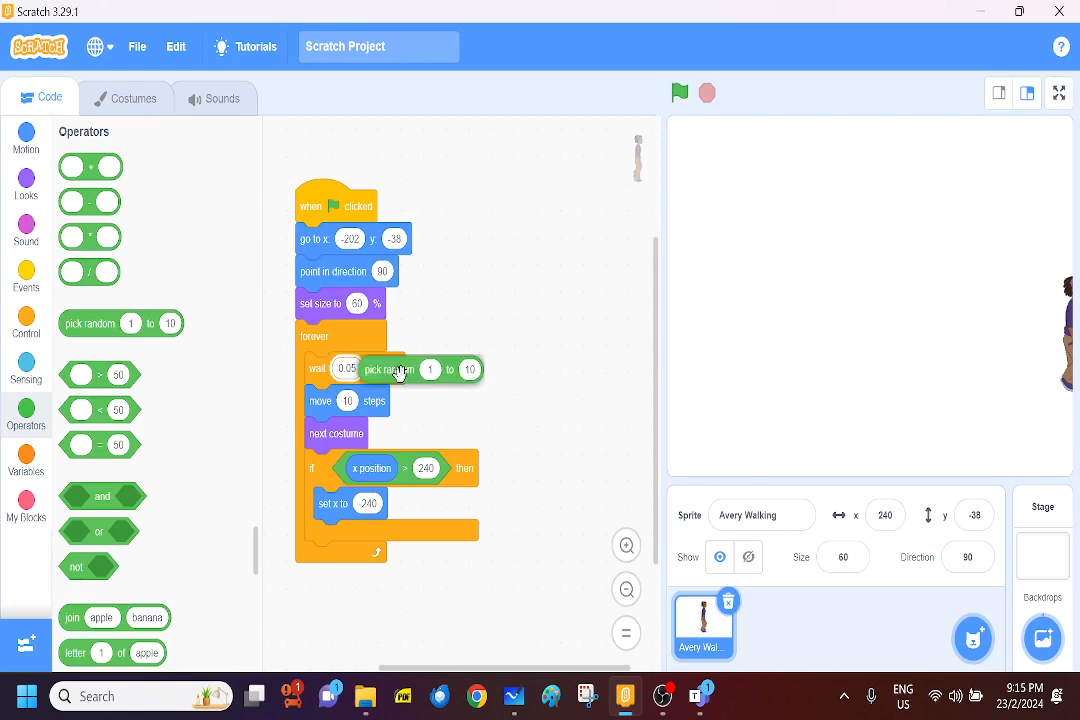 Scratch 3.29.1
SCRATCH
File
Edit
Tutorials
Scratch Project
?
Code
Costumes
Sounds
Motion
Looks
Sound
Events
Control
Sensing
Operators
Variables
My Blocks
Operators
+
-
*
/
pick random 1 to 10
> 50
< 50
= 50
and
or
not
join apple banana
letter 1 of apple
when clicked
go to x: -202 y: -38
point in direction 90
set size to 60 %
forever
wait 0.05
pick random 1 to 10
move 10 steps
next costume
if x position > 240 then
set x to -240
Sprite Avery Walking x 240 y -38
Show Size 60 Direction 90
Avery Wal...
Stage
Backdrops
1
Search
1
1
PDF
1
ENG
US
9:15 PM
23/2/2024